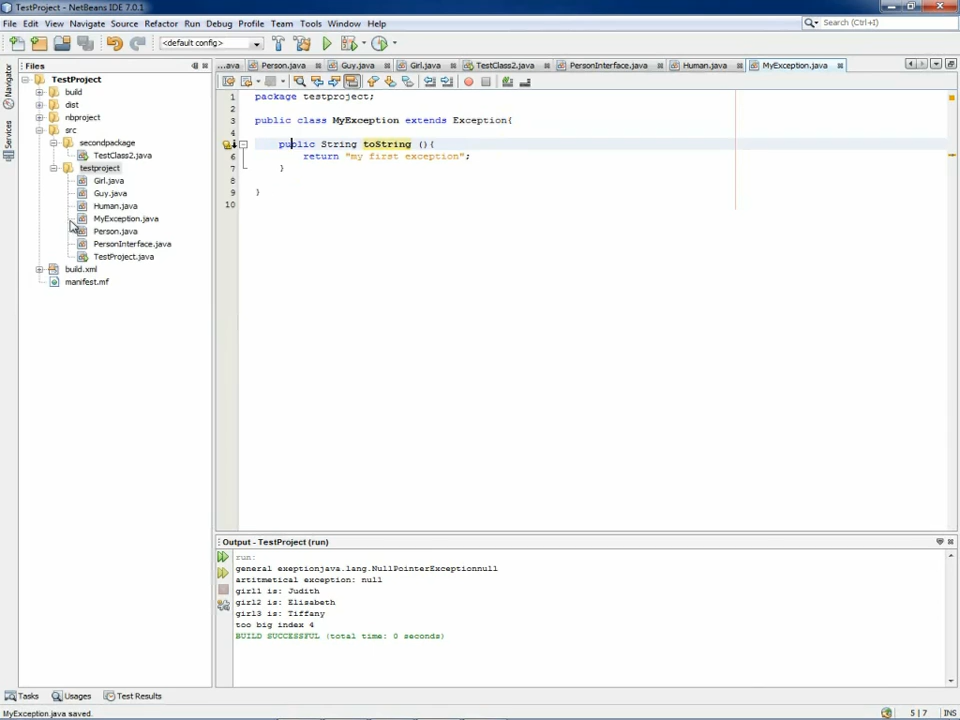 TestProject - NetBeans IDE 7.0.1
File Edit View Navigate Source Refactor Run Debug Profile Team Tools Window Help
Search (Ctrl+I)
<default config>
Files
...ava Person.java Guy.java Girl.java TestClass2.java PersonInterface.java Human.java MyException.java
Navigator
Services
TestProject
build
dist
nbproject
src
secondpackage
TestClass2.java
testproject
Girl.java
Guy.java
Human.java
MyException.java
Person.java
PersonInterface.java
TestProject.java
build.xml
manifest.mf
1 package testproject;
2
3 public class MyException extends Exception{
4
public String toString (){
6 return "my first exception";
7 }
8
9 }
10
Output - TestProject (run)
run:
general exeptionjava.lang.NullPointerExceptionnull
artitmetical exception: null
girl1 is: Judith
girl2 is: Elisabeth
girl3 is: Tiffany
too big index 4
BUILD SUCCESSFUL (total time: 0 seconds)
Tasks Usages Test Results
MyException.java saved.
5 | 7 INS